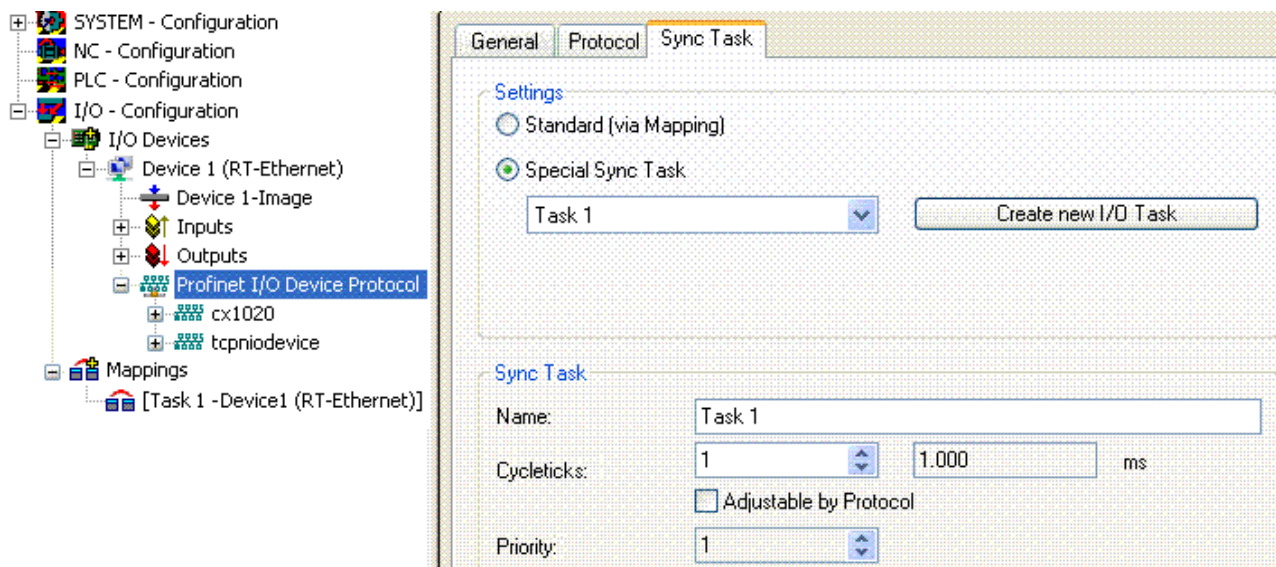 SYSTEM - Configuration
NC - Configuration
PLC - Configuration
I/O - Configuration
I/O Devices
Device 1 (RT-Ethernet)
Device 1-Image
Inputs
Outputs
Profinet I/O Device Protocol
cx1020
tcpniodevice
Mappings
[Task 1 -Device1 (RT-Ethernet)]
General Protocol Sync Task
Settings
Standard (via Mapping)
Special Sync Task
Task 1 Create new I/O Task
Sync Task
Name: Task 1
Cycleticks: 1 1.000 ms
Adjustable by Protocol
Priority: 1